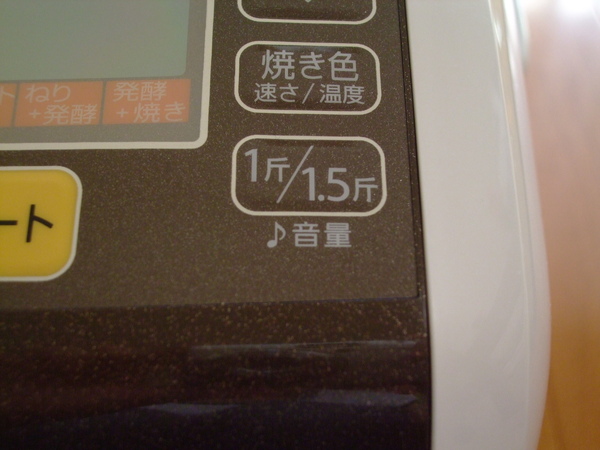 焼き色
速さ/温度
ト
ねり
+発酵
発酵
+焼き
1斤/1.5斤
ート
♪音量